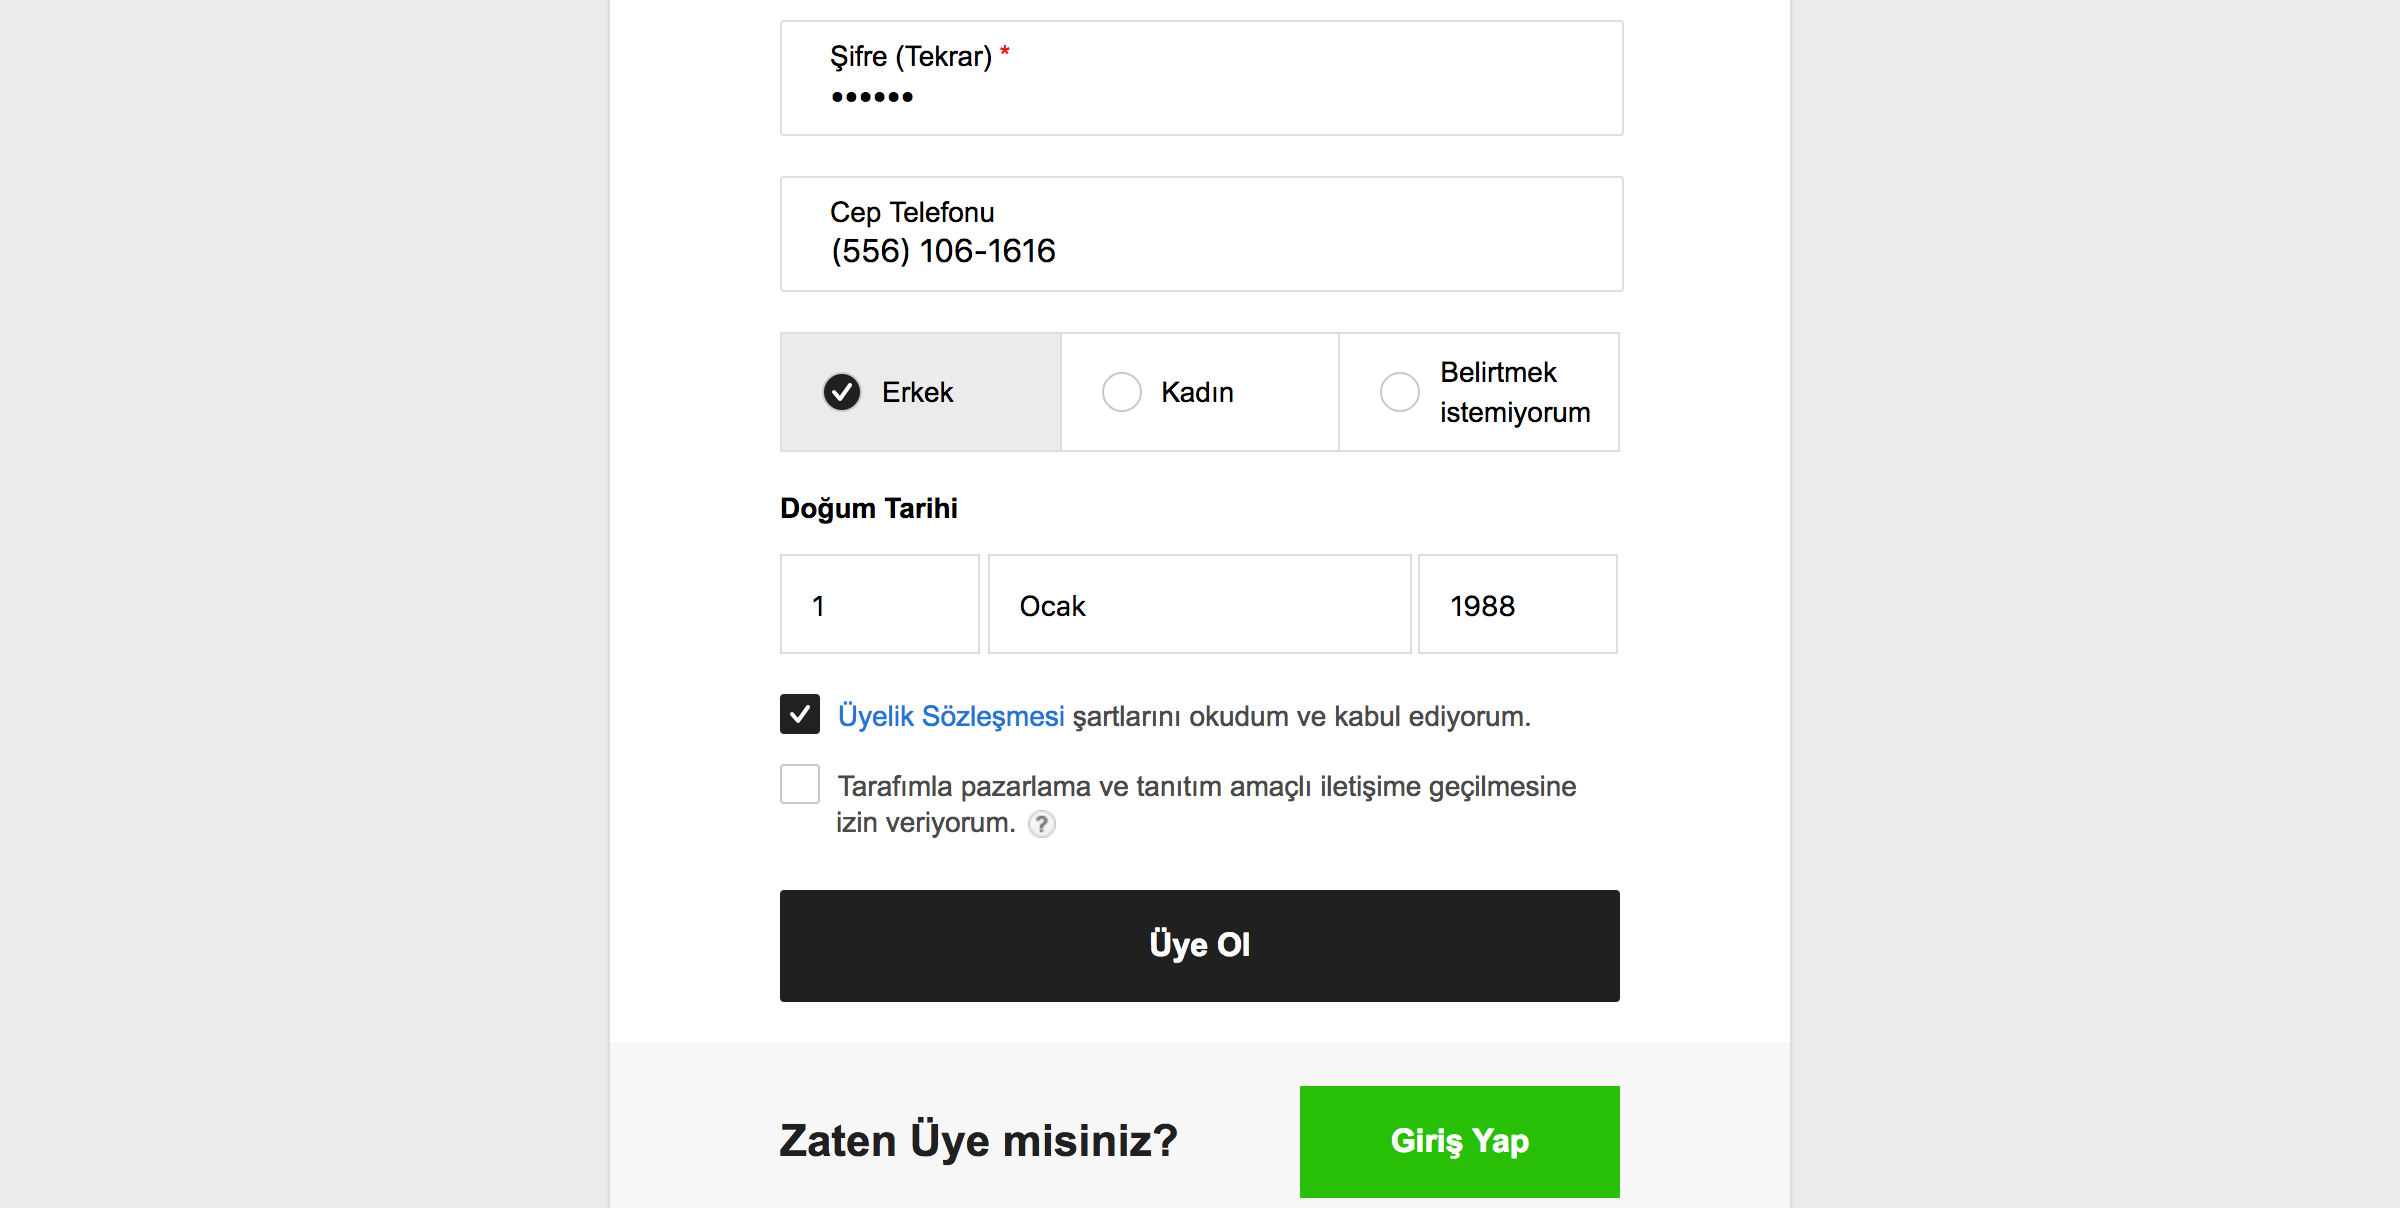 Şifre (Tekrar) *
••••••
Cep Telefonu
(556) 106-1616
Erkek
Kadın
Belirtmek
istemiyorum
Doğum Tarihi
1
Ocak
1988
Üyelik Sözleşmesi şartlarını okudum ve kabul ediyorum.
Tarafımla pazarlama ve tanıtım amaçlı iletişime geçilmesine
izin veriyorum. ?
Üye Ol
Zaten Üye misiniz?
Giriş Yap